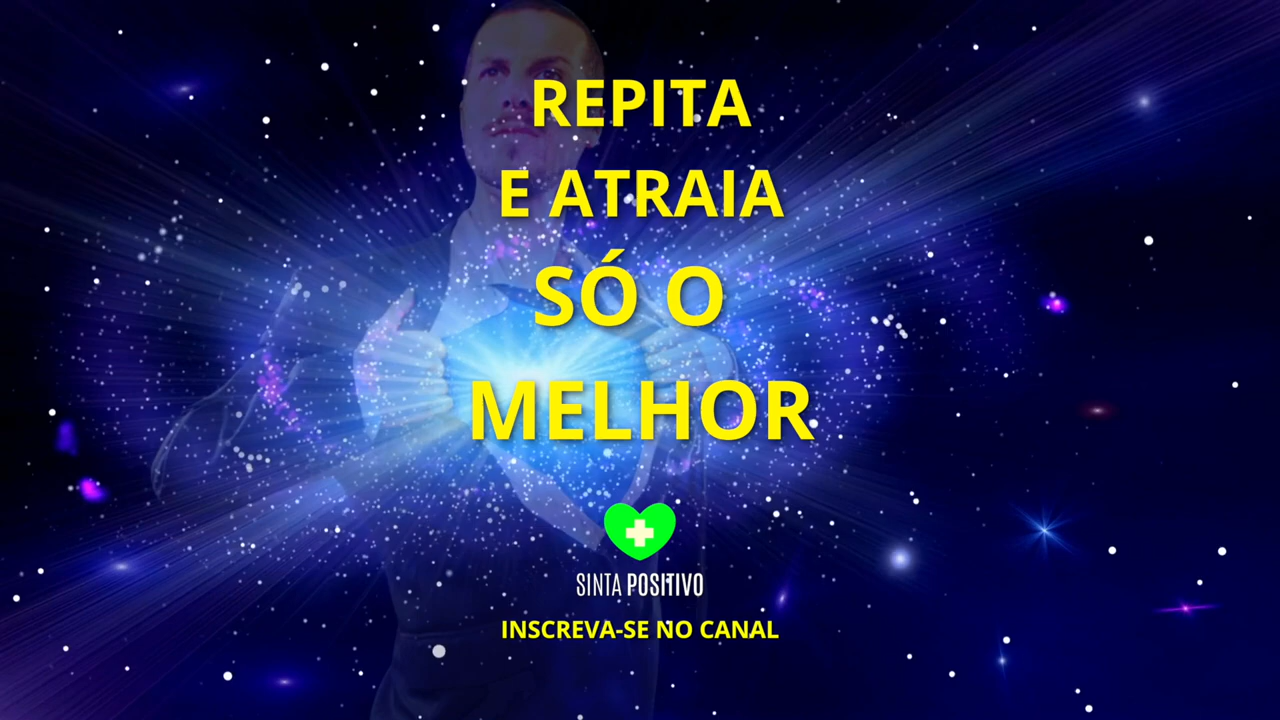 REPITA
E ATRAIA
SÓ O
MELHOR
SINTA POSITIVO
INSCREVA-SE NO CANAL